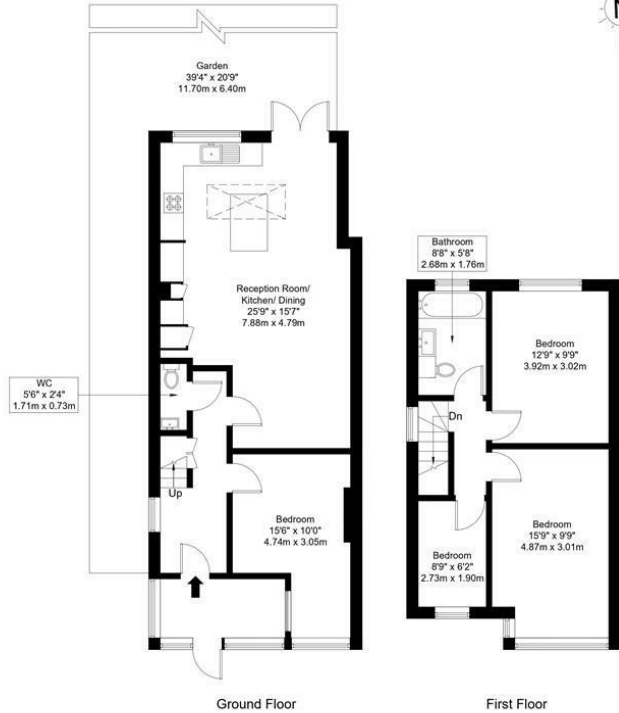 N
Garden
39'4" x 20'9"
11.70m x 6.40m
Reception Room/
Kitchen/ Dining
25'9" x 15'7"
7.88m x 4.79m
WC
5'6" x 2'4"
1.71m x 0.73m
Up
Bedroom
15'6" x 10'0"
4.74m x 3.05m
Ground Floor
Bathroom
8'8" x 5'8"
2.68m x 1.76m
Bedroom
12'9" x 9'9"
3.92m x 3.02m
Dn
Bedroom
15'9" x 9'9"
4.87m x 3.01m
Bedroom
8'9" x 6'2"
2.73m x 1.90m
First Floor